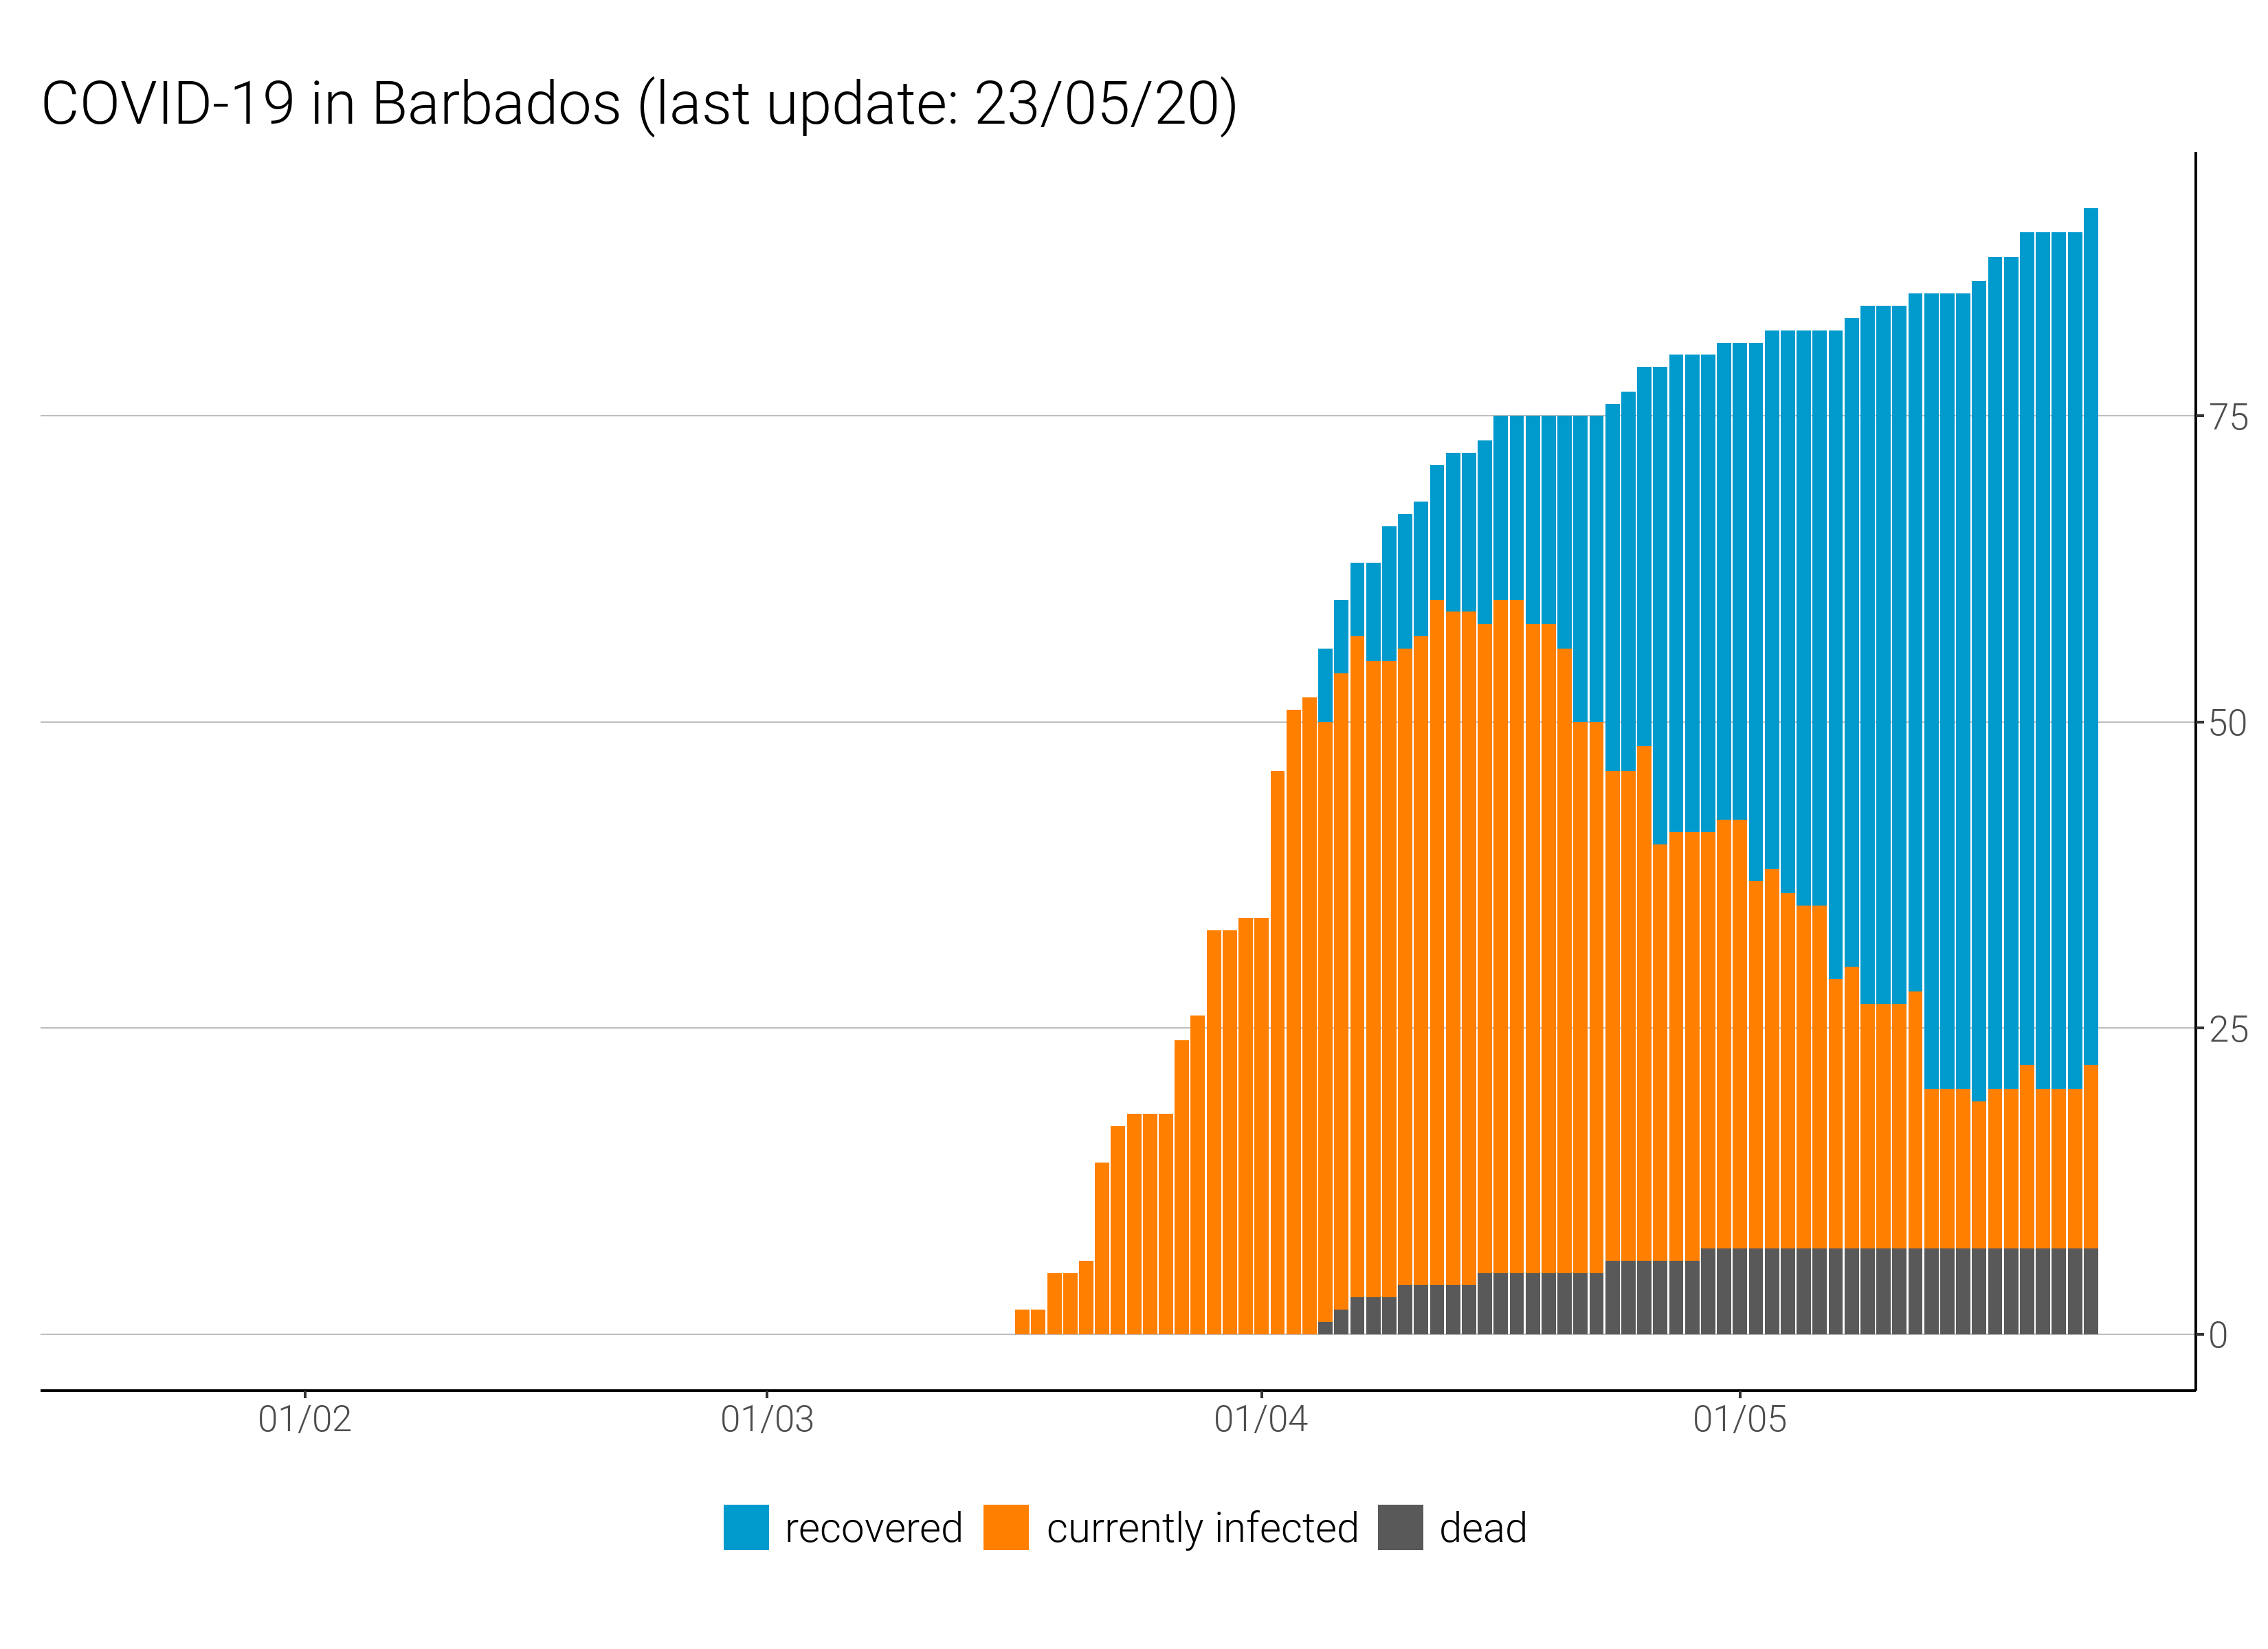 COVID-19 in Barbados (last update: 23/05/20)
75
50
25
0
01/02 01/03 01/04 01/05
recovered currently infected dead